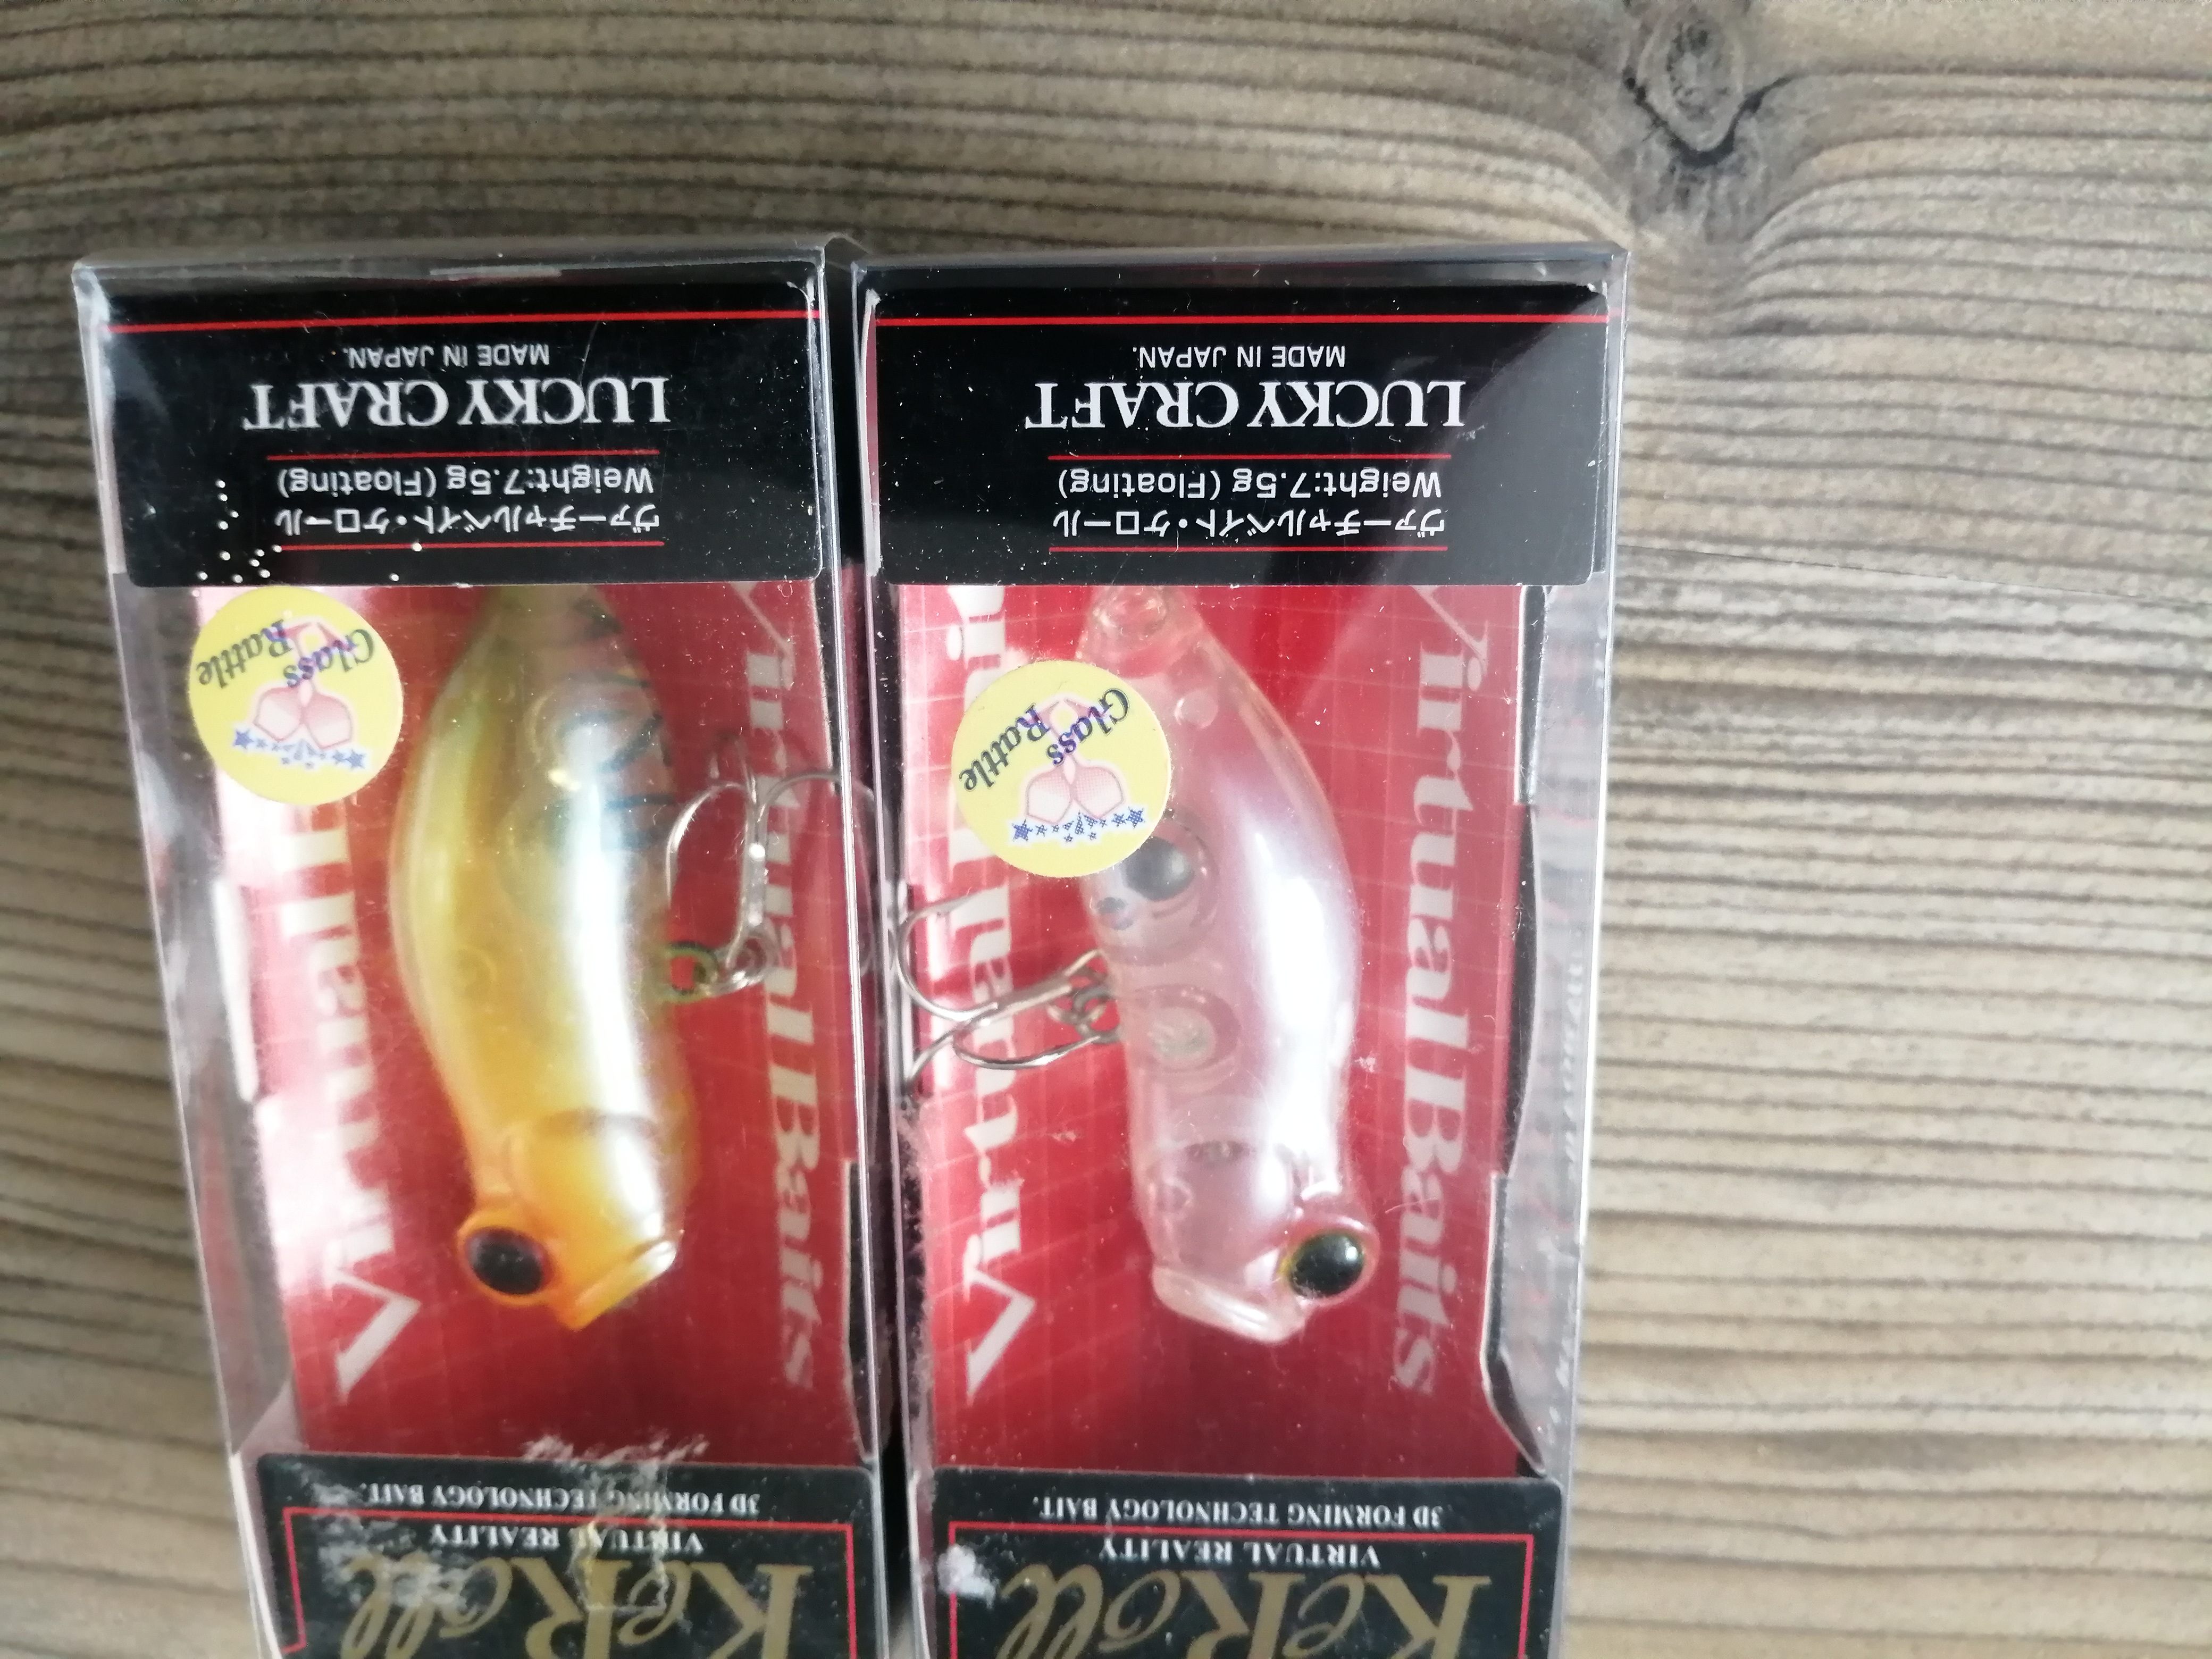 KeRoll
VIRTUAL REALITY
3D FORMING TECHNOLOGY BAIT.
Virtual Baits
Glass
Rattle
ヴァーチャルベイト・ケロール
Weight:7.5g (Floating)
LUCKY CRAFT
MADE IN JAPAN.
KeRoll
VIRTUAL REALITY
3D FORMING TECHNOLOGY BAIT.
Virtual Baits
Glass
Rattle
ヴァーチャルベイト・ケロール
Weight:7.5g (Floating)
LUCKY CRAFT
MADE IN JAPAN.